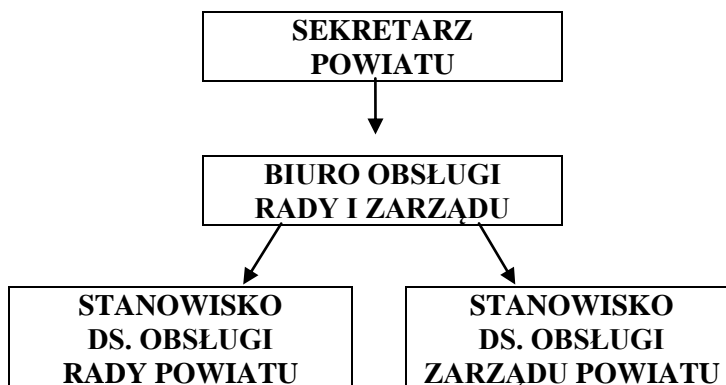 SEKRETARZ
POWIATU
BIURO OBSŁUGI
RADY I ZARZĄDU
STANOWISKO
DS. OBSŁUGI
RADY POWIATU
STANOWISKO
DS. OBSŁUGI
ZARZĄDU POWIATU